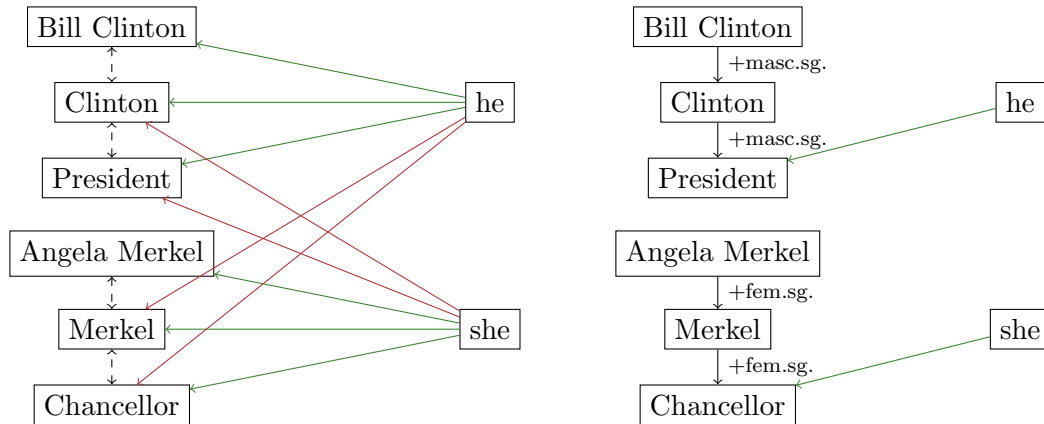 Bill Clinton
Clinton
he
President
Angela Merkel
Merkel
she
Chancellor
Bill Clinton
+masc.sg.
Clinton
he
+masc.sg.
President
Angela Merkel
+fem.sg.
Merkel
she
+fem.sg.
Chancellor